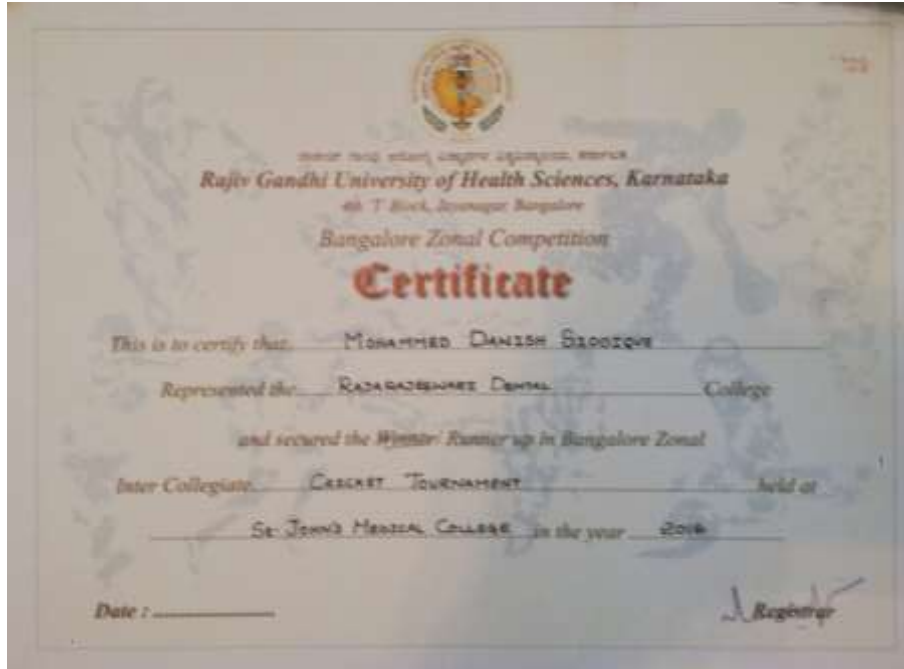 Rajiv Gandhi University of Health Sciences, Karnataka
4th 'T' Block, Jayanagar, Bangalore
Bangalore Zonal Competition
Certificate
This is to certify that MOHAMMED DANISH SIDDIQUE
Represented the RAJARAJESWARI DENTAL College
and secured the Winner/ Runner up in Bangalore Zonal
Inter Collegiate CRICKET TOURNAMENT held at
St JOHN'S MEDICAL COLLEGE in the year
Date :
Registrar